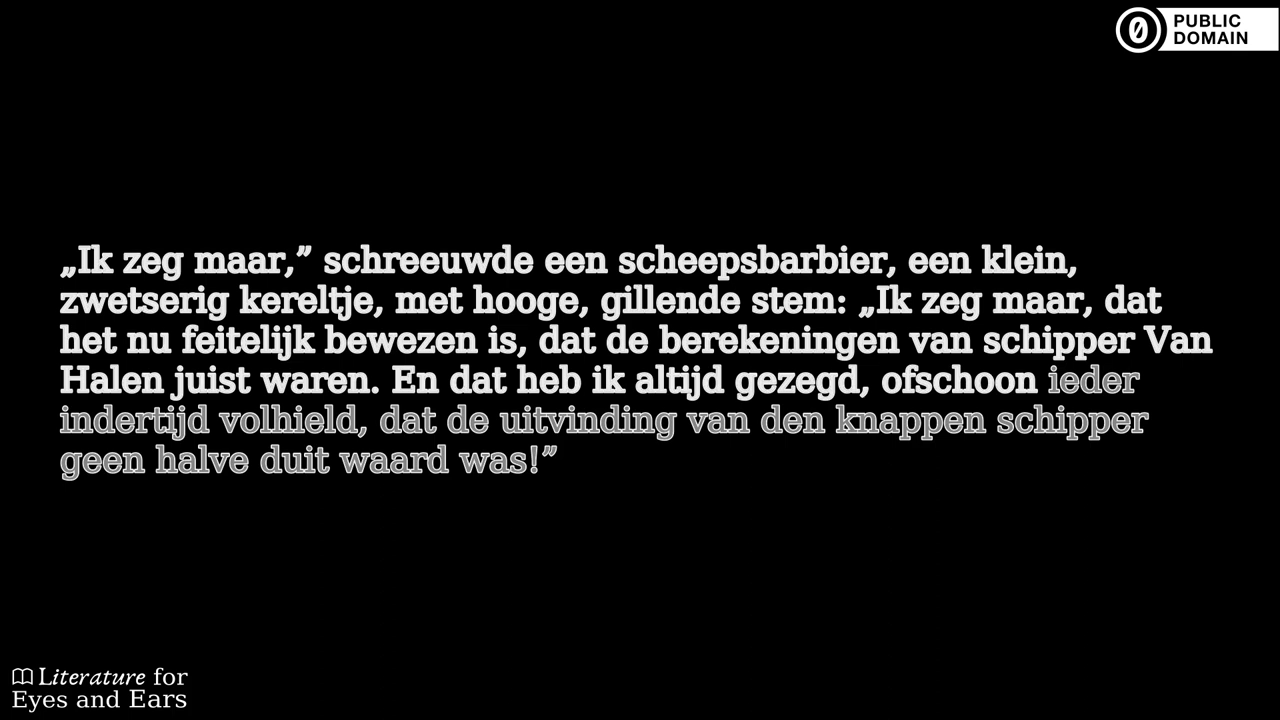 PUBLIC
DOMAIN
„Ik zeg maar,” schreeuwde een scheepsbarbier, een klein,
zwetserig kereltje, met hooge, gillende stem: „Ik zeg maar, dat
het nu feitelijk bewezen is, dat de berekeningen van schipper Van
Halen juist waren. En dat heb ik altijd gezegd, ofschoon ieder
indertijd volhield, dat de uitvinding van den knappen schipper
geen halve duit waard was!”
Literature for
Eyes and Ears